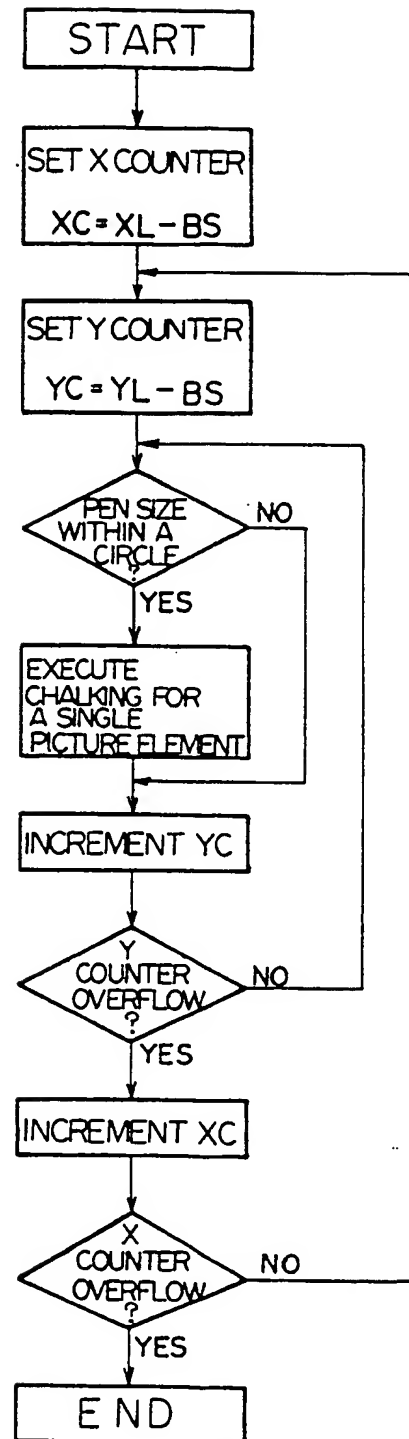 START
SET X COUNTER
XC = XL - BS
SET Y COUNTER
YC = YL - BS
PEN SIZE
WITHIN A
CIRCLE
?
NO
YES
EXECUTE
CHALKING FOR
A SINGLE
PICTURE ELEMENT
INCREMENT YC
Y
COUNTER
OVERFLOW
?
NO
YES
INCREMENT XC
X
COUNTER
OVERFLOW
?
NO
YES
END